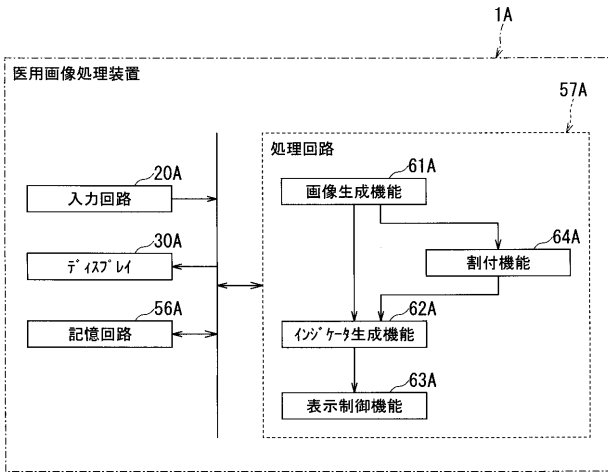 1A
医用画像処理装置
57A
処理回路
61A
画像生成機能
20A
入力回路
64A
割付機能
30A
ディスプレイ
62A
インジケータ生成機能
56A
記憶回路
63A
表示制御機能